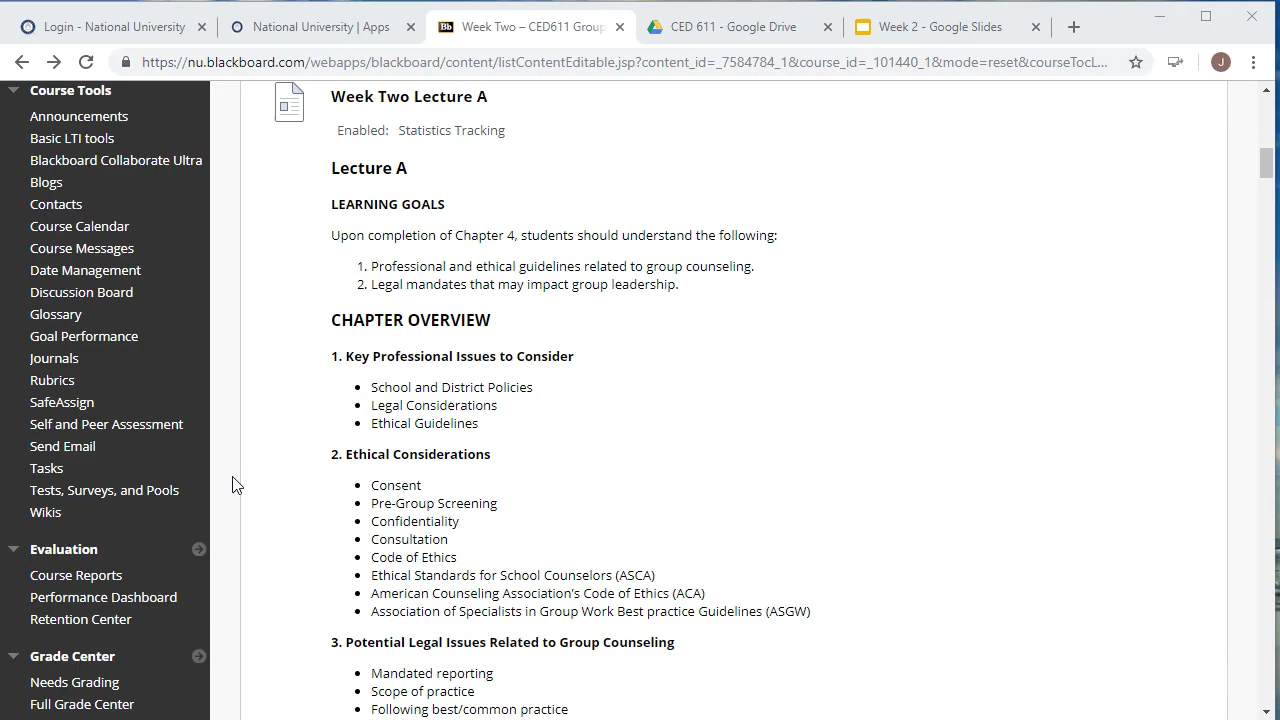 Login - National University
National University | Apps
Bb
Week Two – CED611 Group
CED 611 - Google Drive
Week 2 - Google Slides
https://nu.blackboard.com/webapps/blackboard/content/listContentEditable.jsp?content_id=_7584784_1&course_id=_101440_1&mode=reset&courseTocL...
J
Course Tools
Announcements
Basic LTI tools
Blackboard Collaborate Ultra
Blogs
Contacts
Course Calendar
Course Messages
Date Management
Discussion Board
Glossary
Goal Performance
Journals
Rubrics
SafeAssign
Self and Peer Assessment
Send Email
Tasks
Tests, Surveys, and Pools
Wikis
Evaluation
Course Reports
Performance Dashboard
Retention Center
Grade Center
Needs Grading
Full Grade Center
Week Two Lecture A
Enabled: Statistics Tracking
Lecture A
LEARNING GOALS
Upon completion of Chapter 4, students should understand the following:
1. Professional and ethical guidelines related to group counseling.
2. Legal mandates that may impact group leadership.
CHAPTER OVERVIEW
1. Key Professional Issues to Consider
• School and District Policies
• Legal Considerations
• Ethical Guidelines
2. Ethical Considerations
• Consent
• Pre-Group Screening
• Confidentiality
• Consultation
• Code of Ethics
• Ethical Standards for School Counselors (ASCA)
• American Counseling Association's Code of Ethics (ACA)
• Association of Specialists in Group Work Best practice Guidelines (ASGW)
3. Potential Legal Issues Related to Group Counseling
• Mandated reporting
• Scope of practice
• Following best/common practice